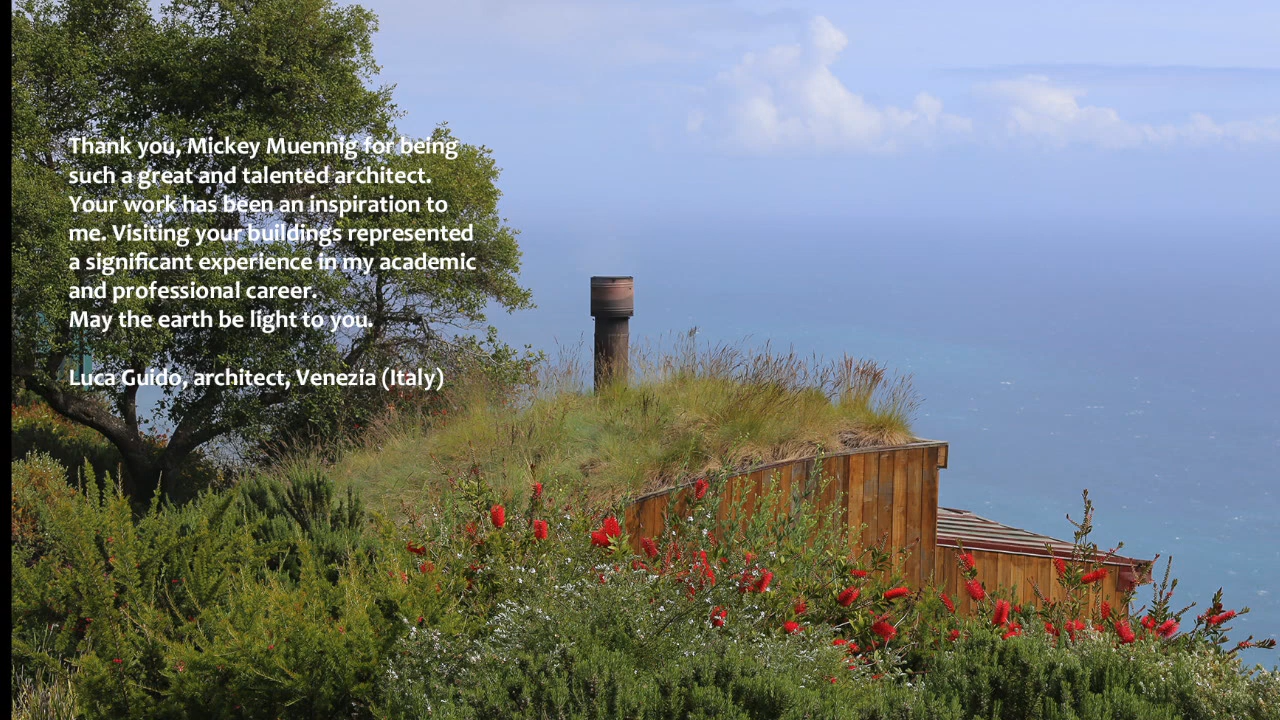 Thank you, Mickey Muennig for being
such a great and talented architect.
Your work has been an inspiration to
me. Visiting your buildings represented
a significant experience in my academic
and professional career.
May the earth be light to you.
Luca Guido, architect, Venezia (Italy)